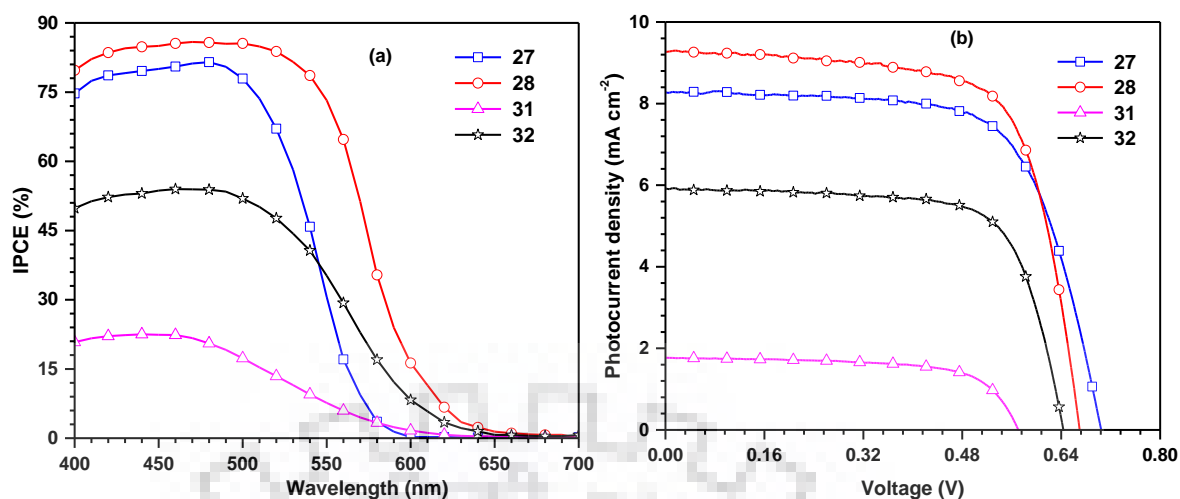 90
75
60
45
30
15
0
IPCE (%)
(a)
27
28
31
32
400 450 500 550 600 650 700
Wavelength (nm)
10
8
6
4
2
0
Photocurrent density (mA cm-2)
(b)
27
28
31
32
0.00 0.16 0.32 0.48 0.64 0.80
Voltage (V)